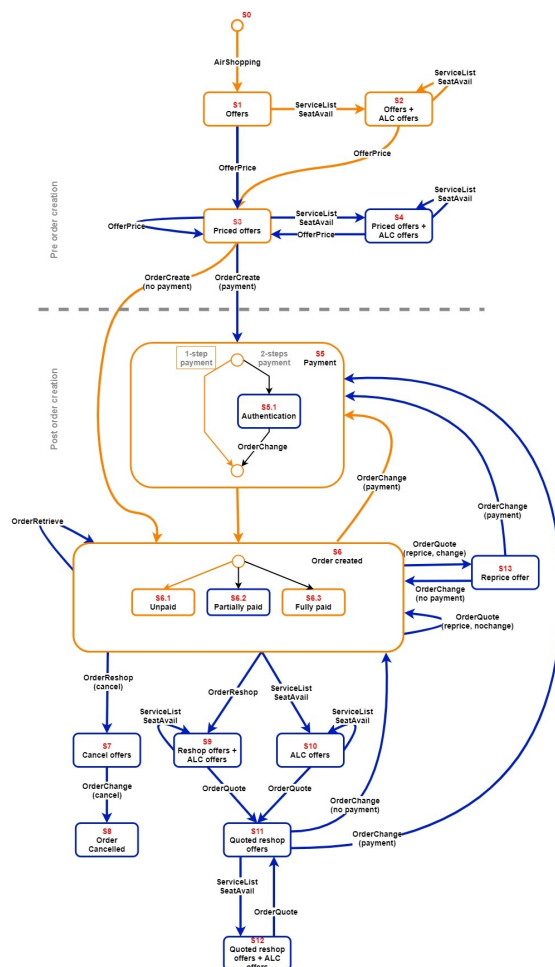 S0
AirShopping
S1
Offers
ServiceList
SeatAvail
S2
Offers +
ALC offers
ServiceList
SeatAvail
OfferPrice
OfferPrice
Pre order creation
OfferPrice
S3
Priced offers
ServiceList
SeatAvail
OfferPrice
S4
Priced offers +
ALC offers
ServiceList
SeatAvail
OrderCreate
(no payment)
OrderCreate
(payment)
Post order creation
1-step
payment
2-steps
payment
S5
Payment
S5.1
Authentication
OrderChange
OrderChange
(payment)
OrderChange
(payment)
OrderRetrieve
S6
Order created
S6.1
Unpaid
S6.2
Partially paid
S6.3
Fully paid
OrderQuote
(reprice, change)
S13
Reprice offer
OrderChange
(no payment)
OrderQuote
(reprice, nochange)
OrderReshop
(cancel)
OrderReshop
ServiceList
SeatAvail
ServiceList
SeatAvail
ServiceList
SeatAvail
S7
Cancel offers
S9
Reshop offers +
ALC offers
S10
ALC offers
OrderChange
(cancel)
OrderQuote
OrderQuote
OrderChange
(no payment)
S8
Order
Cancelled
S11
Quoted reshop
offers
OrderChange
(payment)
ServiceList
SeatAvail
OrderQuote
S12
Quoted reshop
offers + ALC
offers